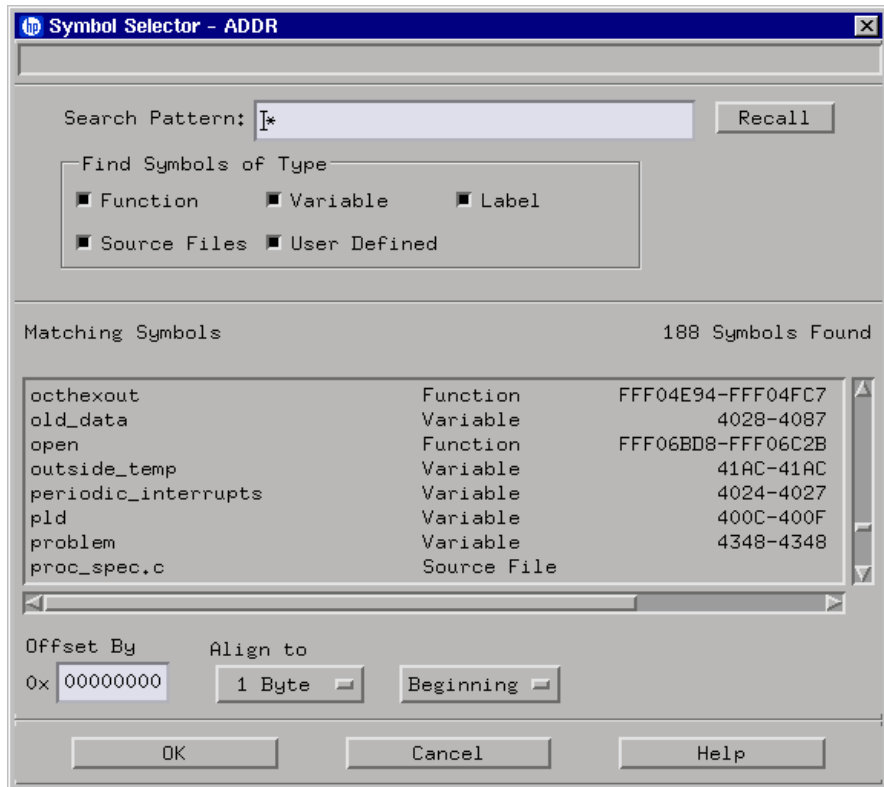 hp Symbol Selector - ADDR
Search Pattern: * Recall
Find Symbols of Type
Function Variable Label
Source Files User Defined
Matching Symbols 188 Symbols Found
octhexout Function FFF04E94-FFF04FC7
old_data Variable 4028-4087
open Function FFF06BD8-FFF06C2B
outside_temp Variable 41AC-41AC
periodic_interrupts Variable 4024-4027
pld Variable 400C-400F
problem Variable 4348-4348
proc_spec.c Source File
Offset By Align to
0x 00000000 1 Byte Beginning
OK Cancel Help